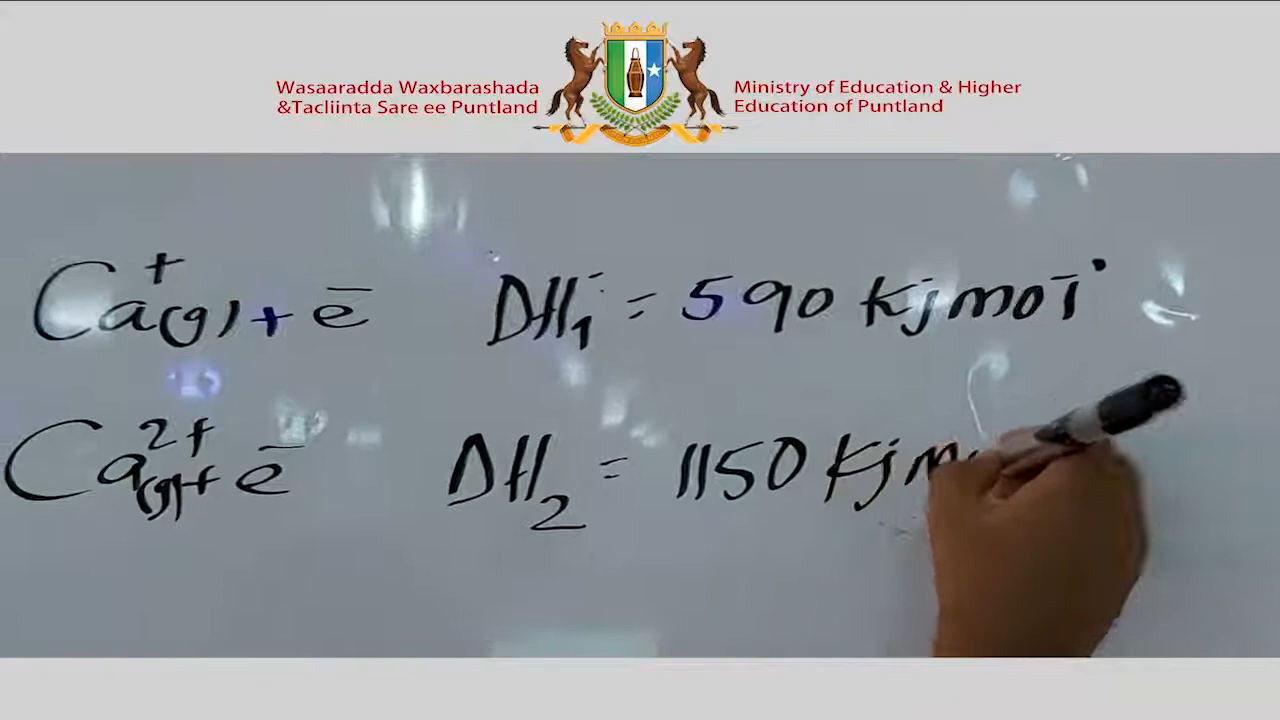 Wasaaradda Waxbarashada
&Tacliinta Sare ee Puntland
Ministry of Education & Higher
Education of Puntland
Ca⁺(g) + e⁻ ΔH₁ = 590 kjmol⁻¹
Ca²⁺(g) + e⁻ ΔH₂ = 1150 kjm